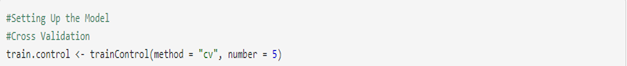 #Setting Up the Model
#Cross Validation
train.control <- trainControl(method = "cv", number = 5)